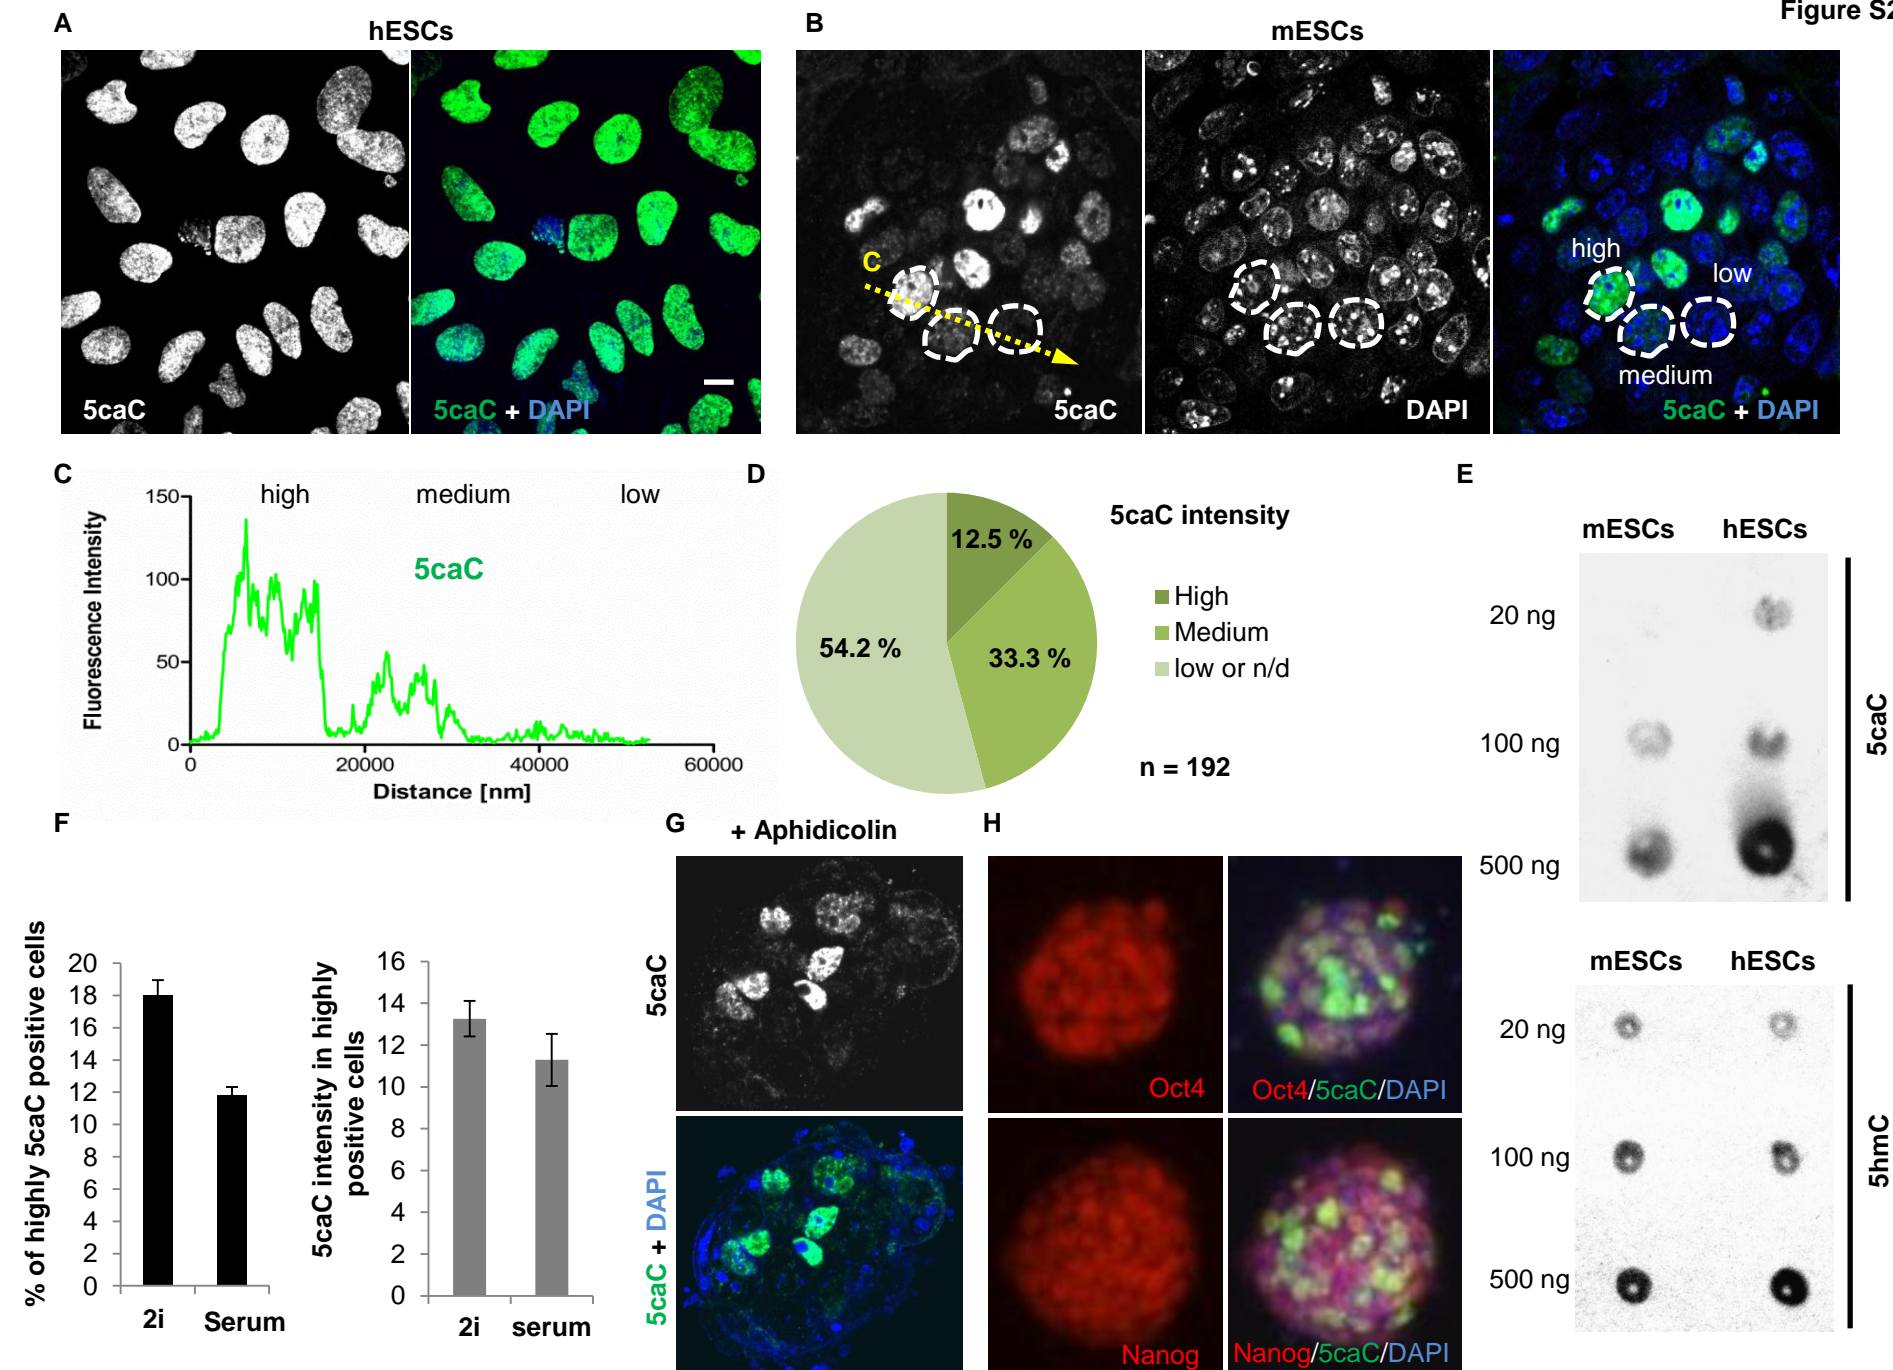 Figure S2
A
hESCs
5caC
5caC + DAPI
B
mESCs
C
5caC
DAPI
high
low
medium
5caC + DAPI
C
150
100
50
0
Fluorescence Intensity
high
medium
low
5caC
0
20000
40000
60000
Distance [nm]
D
12.5 %
33.3 %
54.2 %
5caC intensity
High
Medium
low or n/d
n = 192
E
mESCs
hESCs
20 ng
100 ng
500 ng
5caC
mESCs
hESCs
20 ng
100 ng
500 ng
5hmC
F
% of highly 5caC positive cells
20
18
16
14
12
10
8
6
4
2
0
2i
Serum
5caC intensity in highly
positive cells
16
14
12
10
8
6
4
2
0
2i
serum
G
+ Aphidicolin
5caC
5caC + DAPI
H
Oct4
Oct4/5caC/DAPI
Nanog
Nanog/5caC/DAPI